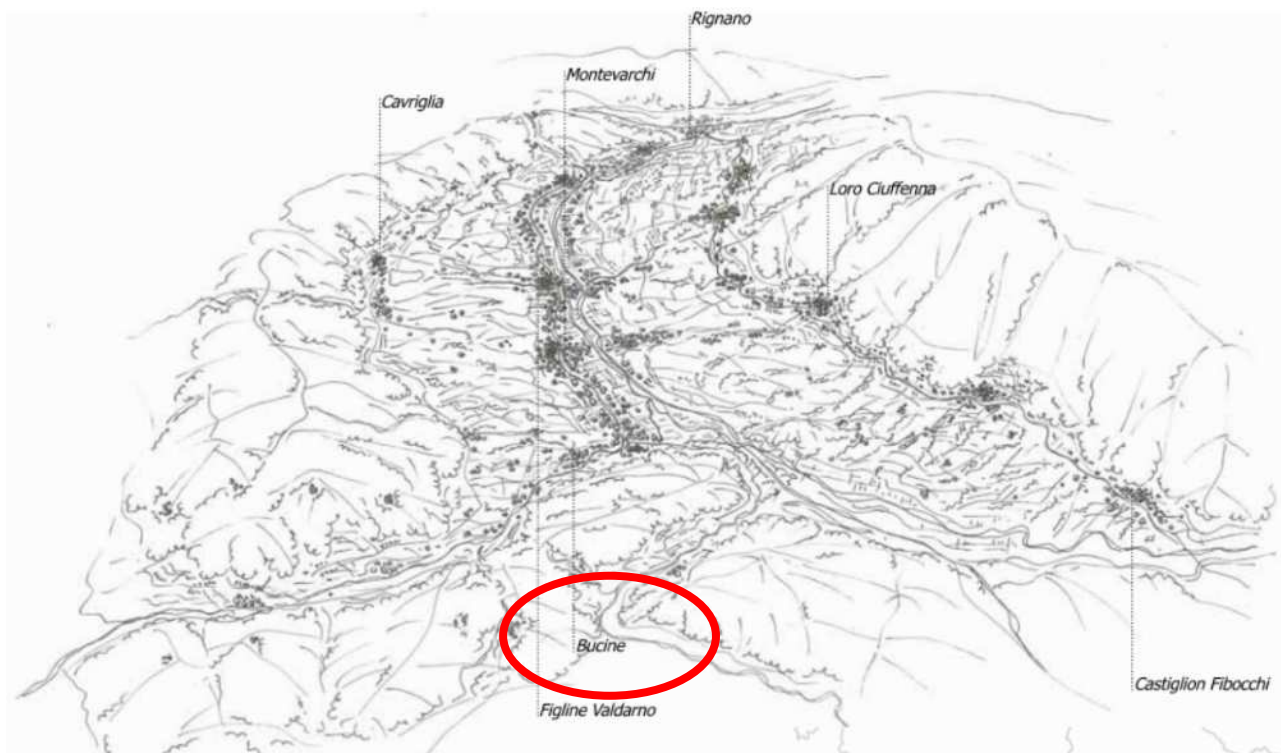 Rignano
Montevarchi
Cavriglia
Loro Ciuffenna
Bucine
Castiglion Fibocchi
Figline Valdarno